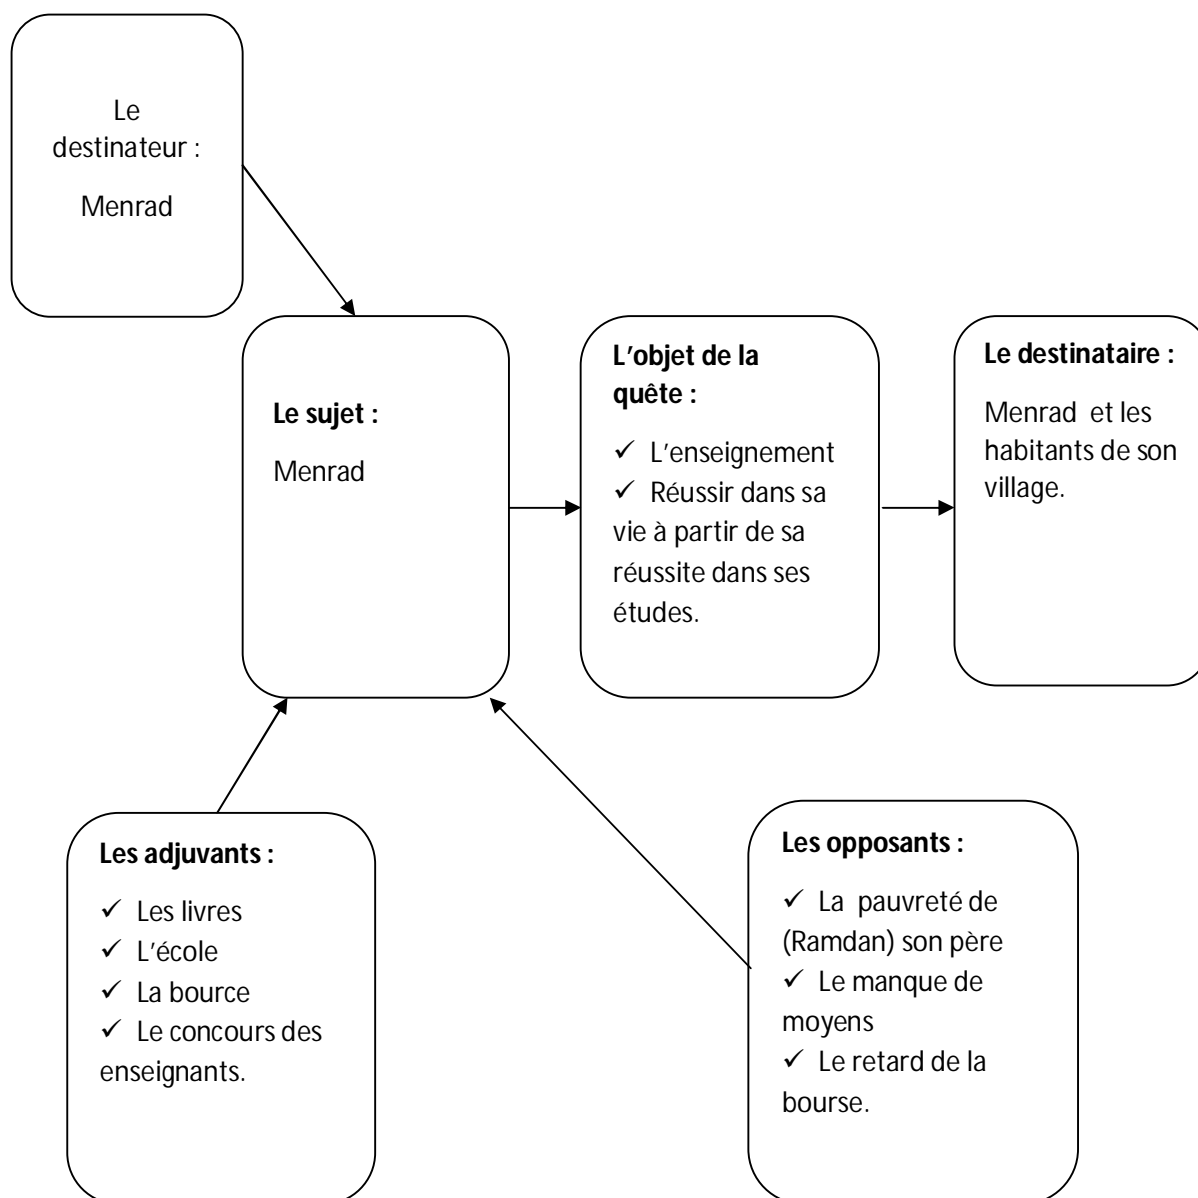 Le
destinateur :
Menrad
Le sujet :
Menrad
L'objet de la
quête :
✓ L'enseignement
✓ Réussir dans sa
vie à partir de sa
réussite dans ses
études.
Le destinataire :
Menrad et les
habitants de son
village.
Les adjuvants :
✓ Les livres
✓ L'école
✓ La bource
✓ Le concours des
enseignants.
Les opposants :
✓ La pauvreté de
(Ramdan) son père
✓ Le manque de
moyens
✓ Le retard de la
bourse.